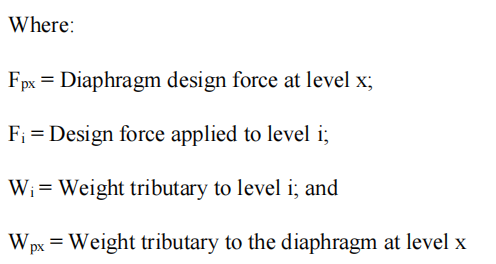 Where:
Fpx = Diaphragm design force at level x;
Fi = Design force applied to level i;
Wi = Weight tributary to level i; and
Wpx = Weight tributary to the diaphragm at level x